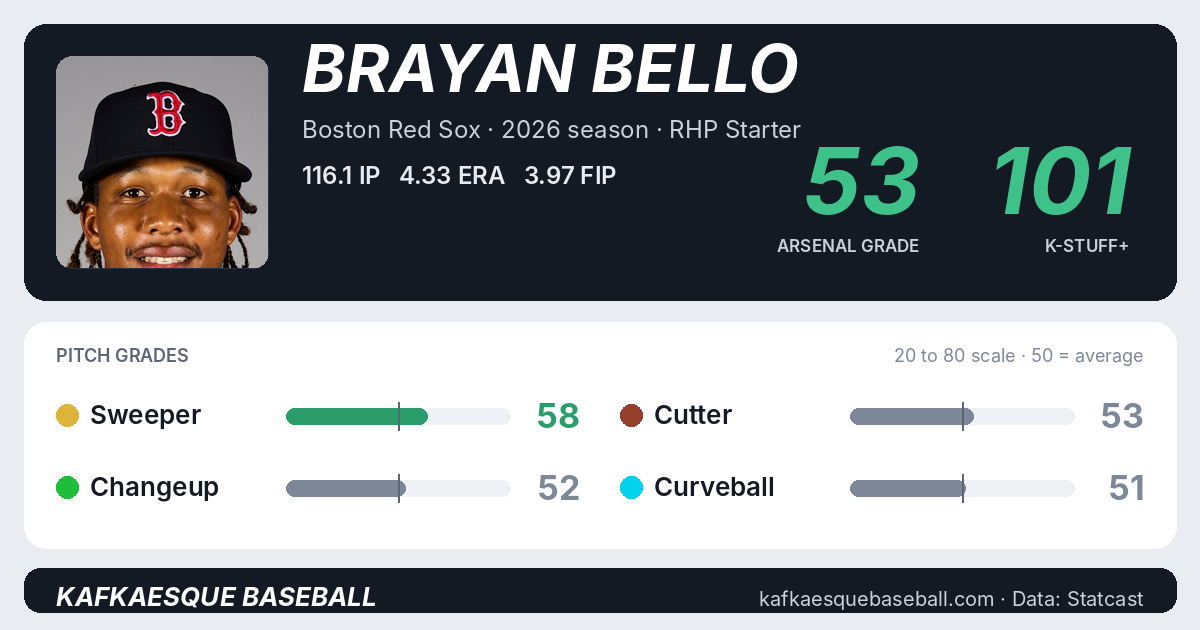 B
BRAYAN BELLO
Boston Red Sox · 2026 season · RHP Starter
116.1 IP 4.33 ERA 3.97 FIP
53 101
ARSENAL GRADE K-STUFF+
PITCH GRADES 20 to 80 scale · 50 = average
Sweeper 58 Cutter 53
Changeup 52 Curveball 51
KAFKAESQUE BASEBALL kafkaesquebaseball.com · Data: Statcast